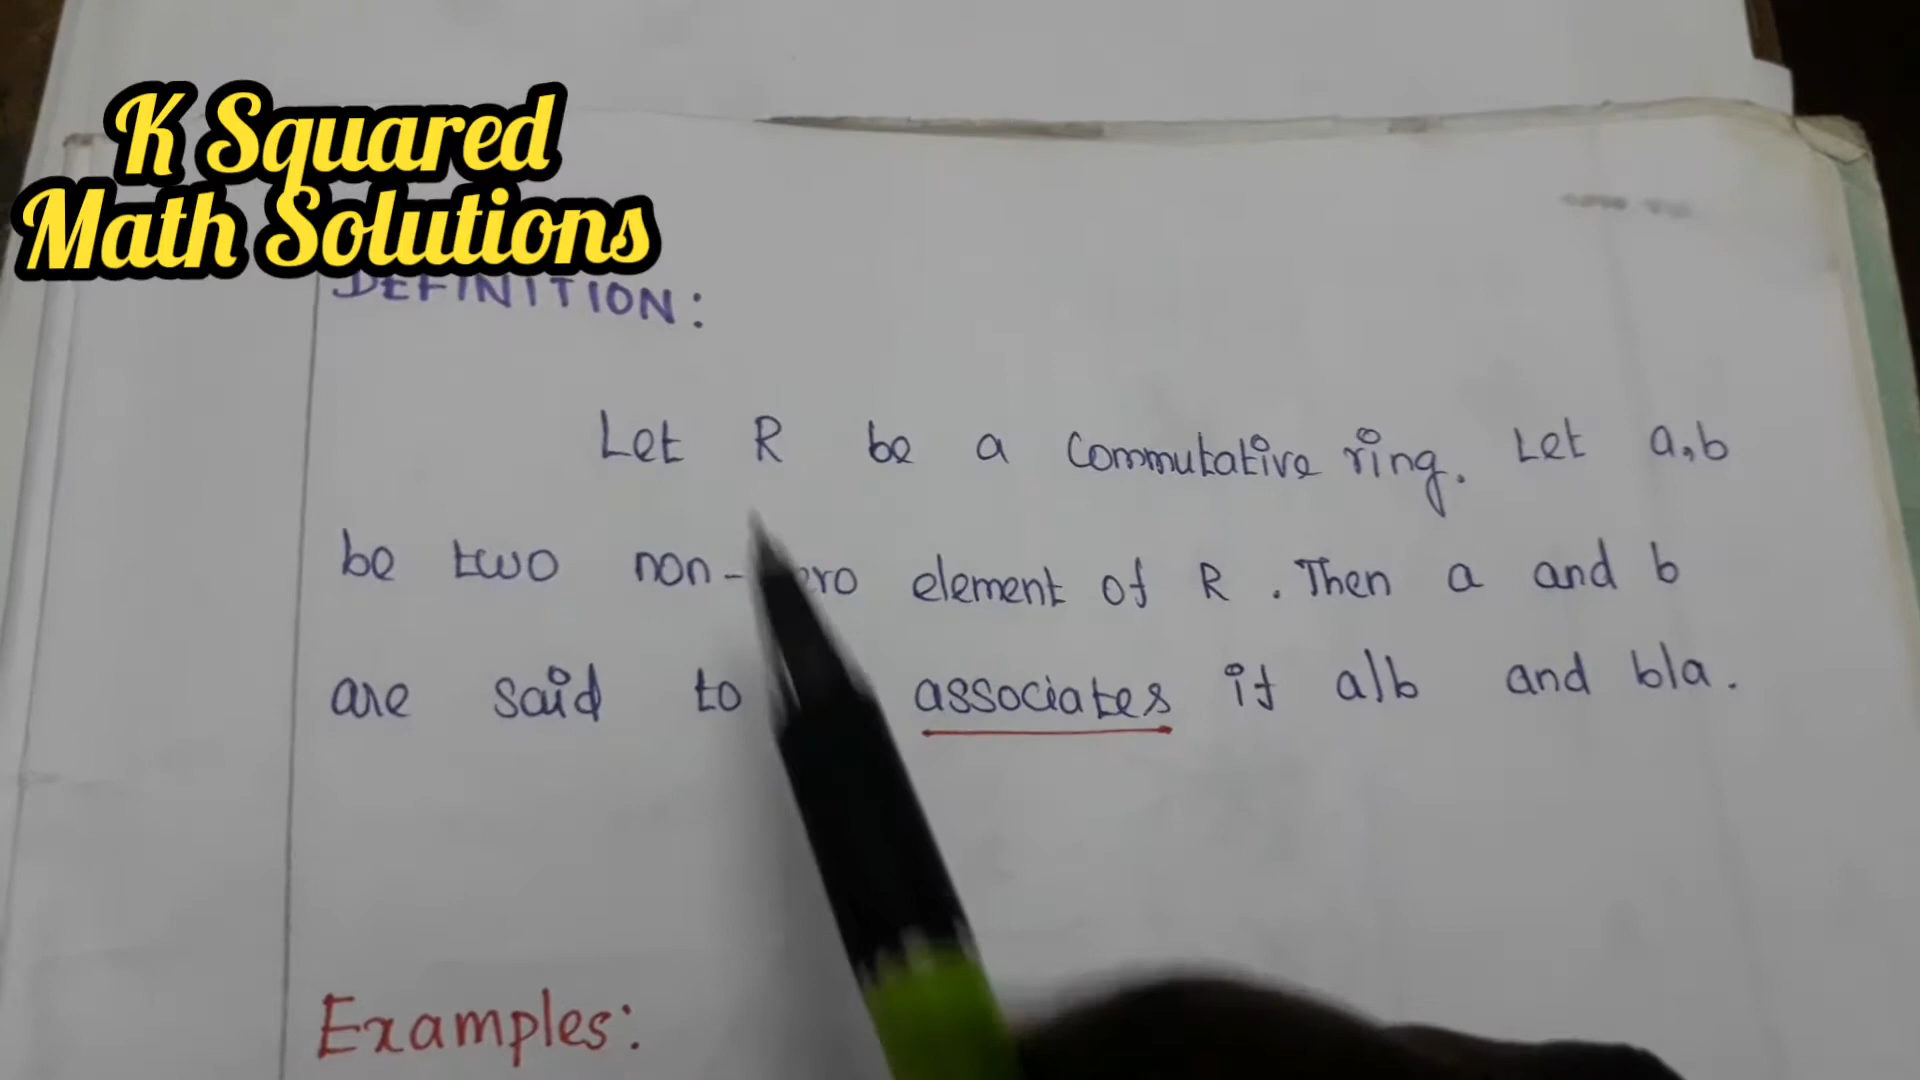 K Squared
Math Solutions
DEFINITION:
Let R be a commutative ring. Let a,b
be two non- element of R. Then a and b
are said to associates if a|b and b|a.
Examples: